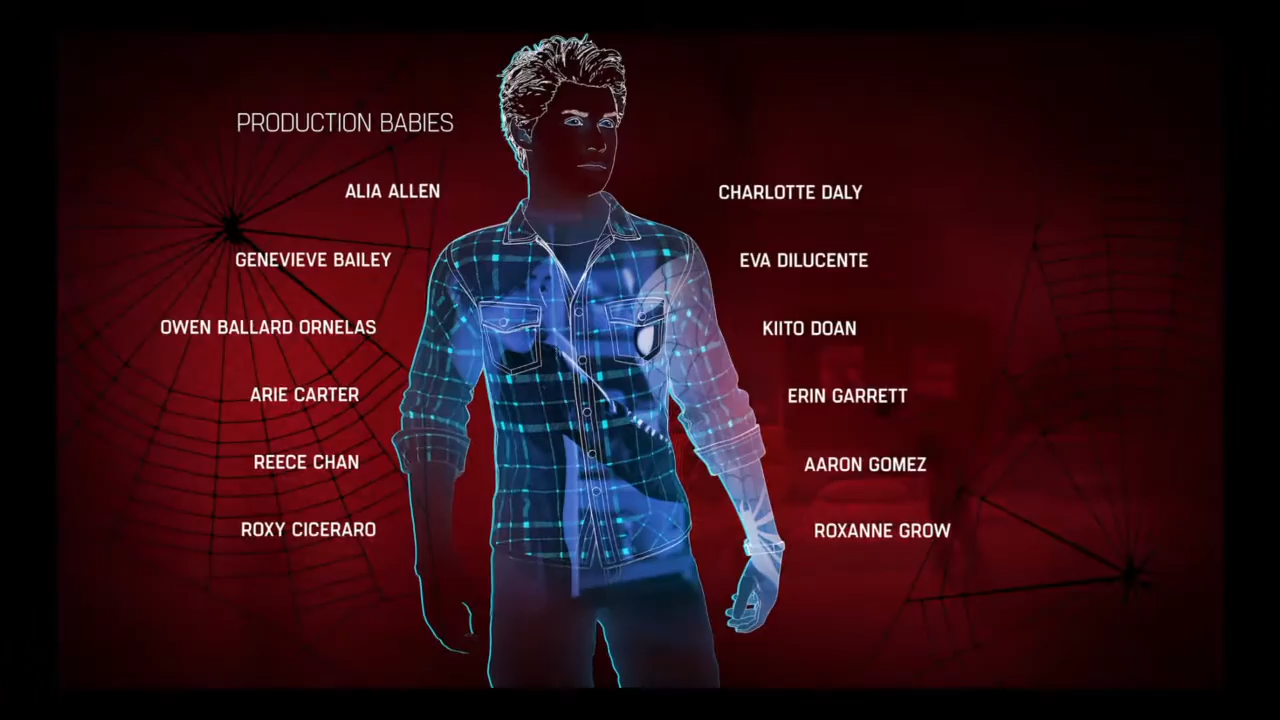 PRODUCTION BABIES
ALIA ALLEN
GENEVIEVE BAILEY
OWEN BALLARD ORNELAS
ARIE CARTER
REECE CHAN
ROXY CICERARO
CHARLOTTE DALY
EVA DILUCENTE
KIITO DOAN
ERIN GARRETT
AARON GOMEZ
ROXANNE GROW